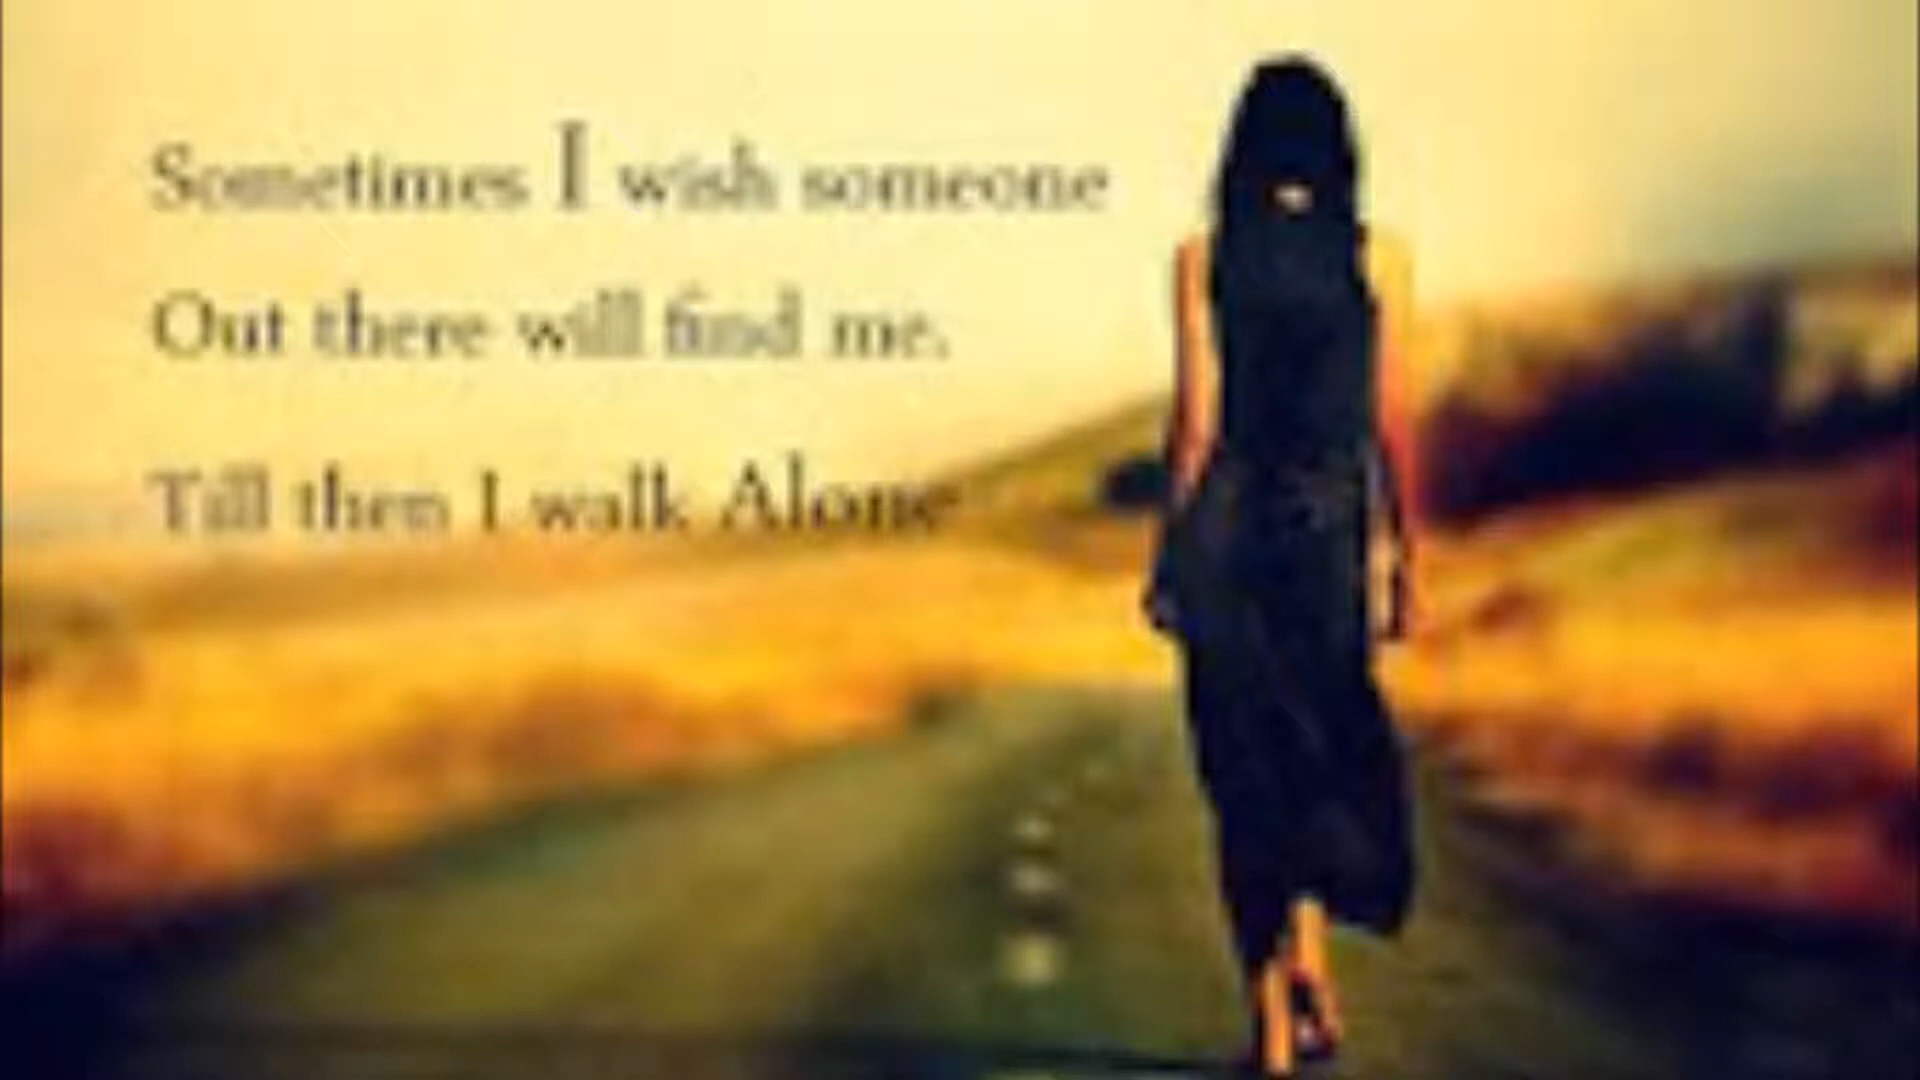 Sometimes I wish someone
Out there will find me.
Till then I walk Alone